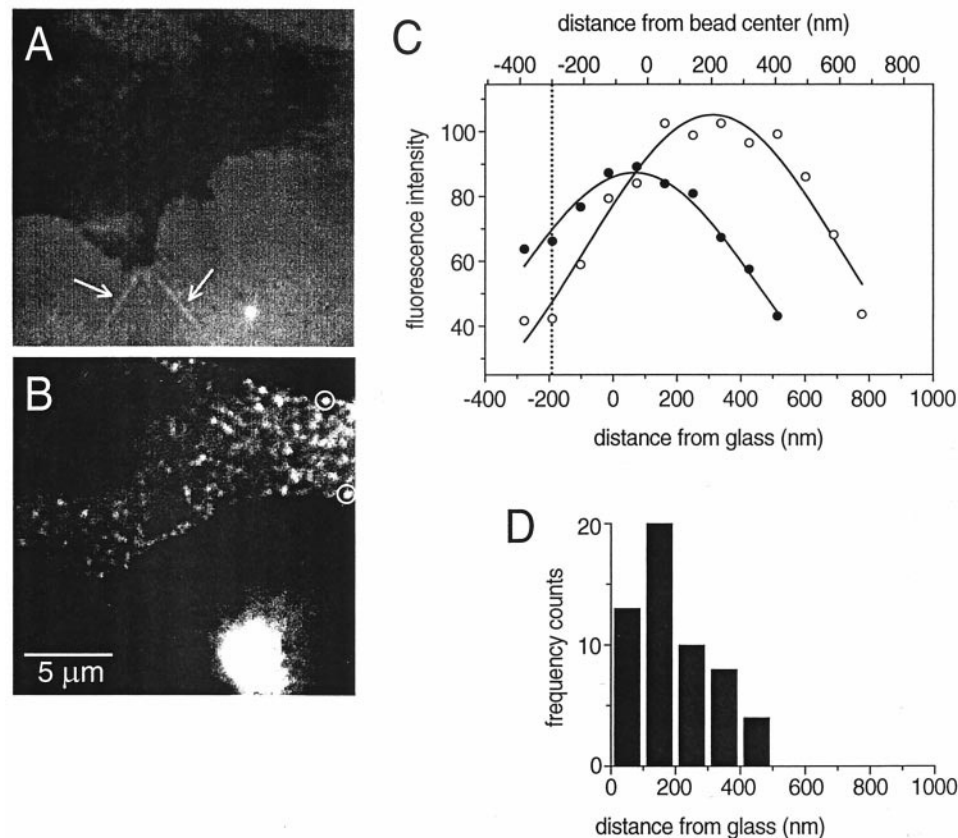 A
B
5 µm
C
distance from bead center (nm)
-400 -200 0 200 400 600 800
fluorescence intensity
100
80
60
40
-400 -200 0 200 400 600 800 1000
distance from glass (nm)
D
frequency counts
20
10
0
0 200 400 600 800 1000
distance from glass (nm)